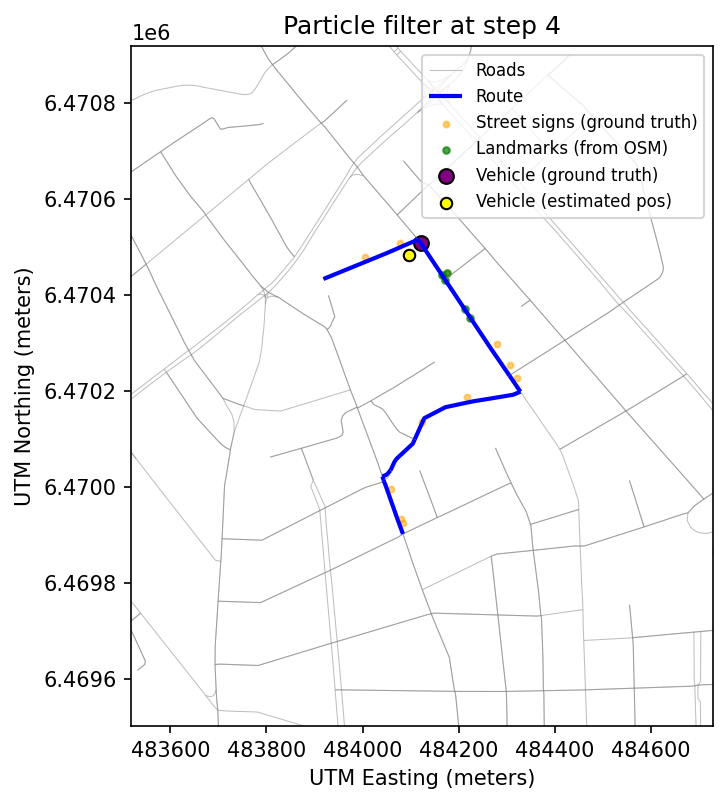 Particle filter at step 4
1e6
Roads
Route
Street signs (ground truth)
Landmarks (from OSM)
Vehicle (ground truth)
Vehicle (estimated pos)
6.4708
6.4706
6.4704
6.4702
6.4700
6.4698
6.4696
UTM Northing (meters)
483600 483800 484000 484200 484400 484600
UTM Easting (meters)